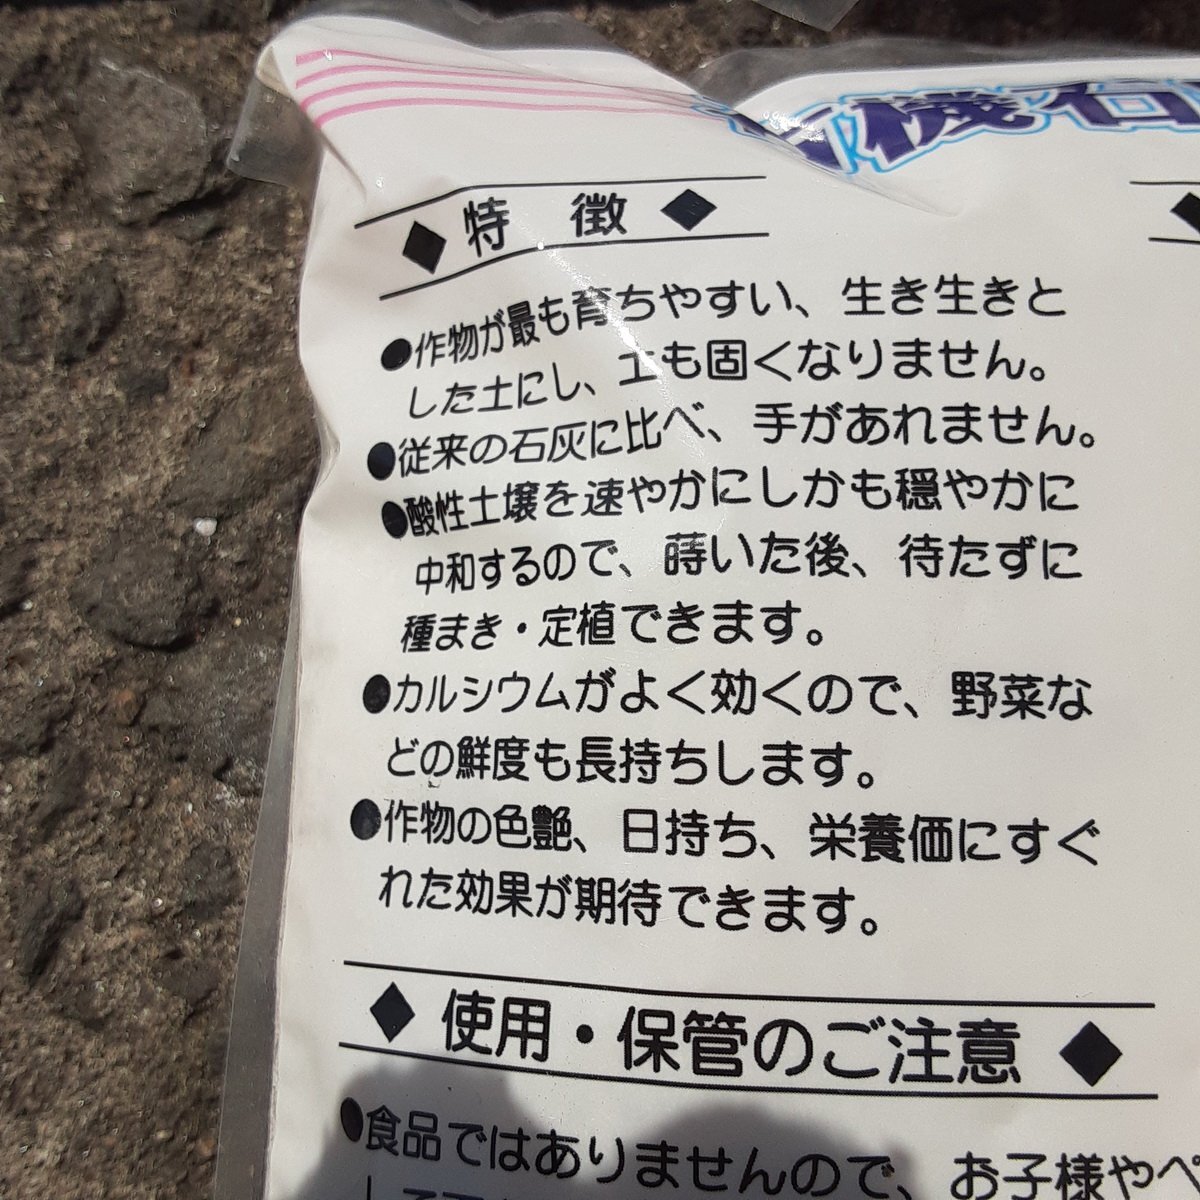 有機石
◆ 特 徴 ◆
●作物が最も育ちやすい、生き生きと
した土にし、土も固くなりません。
●従来の石灰に比べ、手があれません。
●酸性土壌を速やかにしかも穏やかに
中和するので、蒔いた後、待たずに
種まき・定植できます。
●カルシウムがよく効くので、野菜な
どの鮮度も長持ちします。
●作物の色艶、日持ち、栄養価にすぐ
れた効果が期待できます。
◆ 使用・保管のご注意 ◆
●食品ではありませんので、お子様やペ